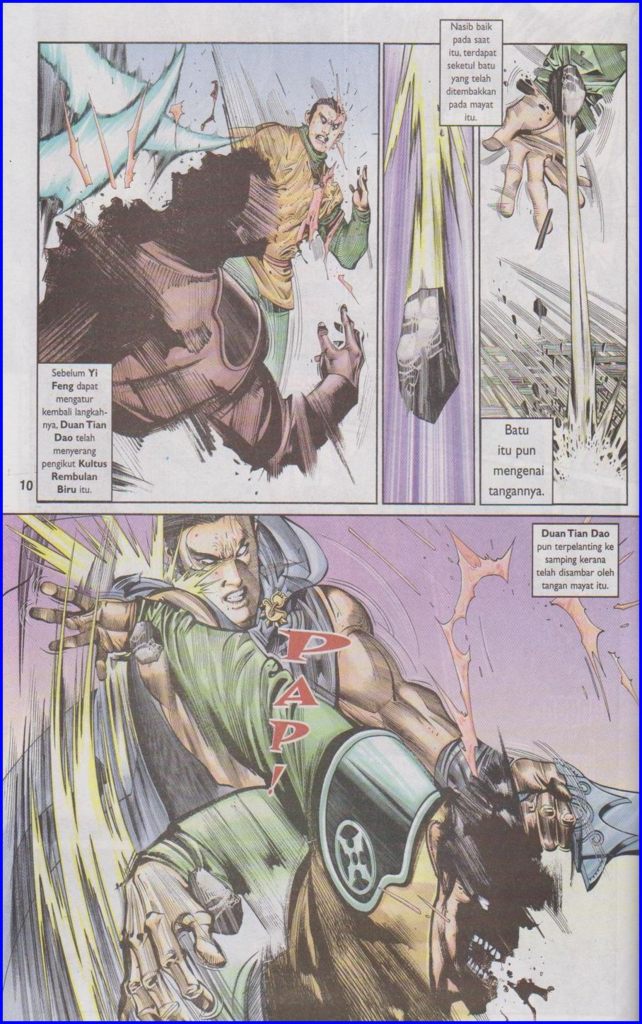 Nasib baik
pada saat
itu, terdapat
seketul batu
yang telah
ditembakkan
pada mayat
itu.
Sebelum Yi
Feng dapat
mengatur
kembali langkah-
nya, Duan Tian
Dao telah
menyerang
pengikut Kultus
Rembulan
Biru itu.
Batu
itu pun
mengenai
tangannya.
10
Duan Tian Dao
pun terpelanting ke
samping kerana
telah disambar oleh
tangan mayat itu.
PAP!